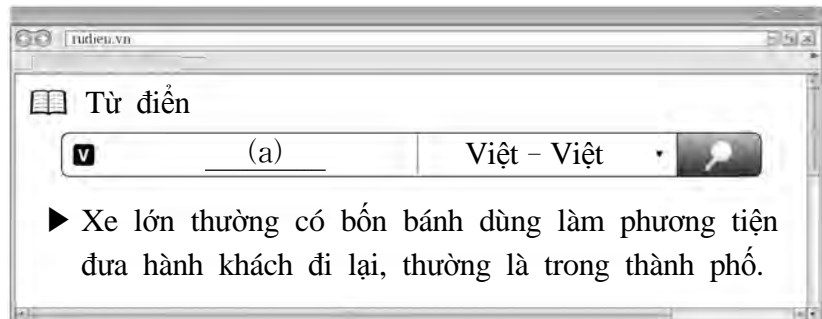 rudien.vn
Từ điển
V (a) Việt – Việt
▶ Xe lớn thường có bốn bánh dùng làm phương tiện
đưa hành khách đi lại, thường là trong thành phố.